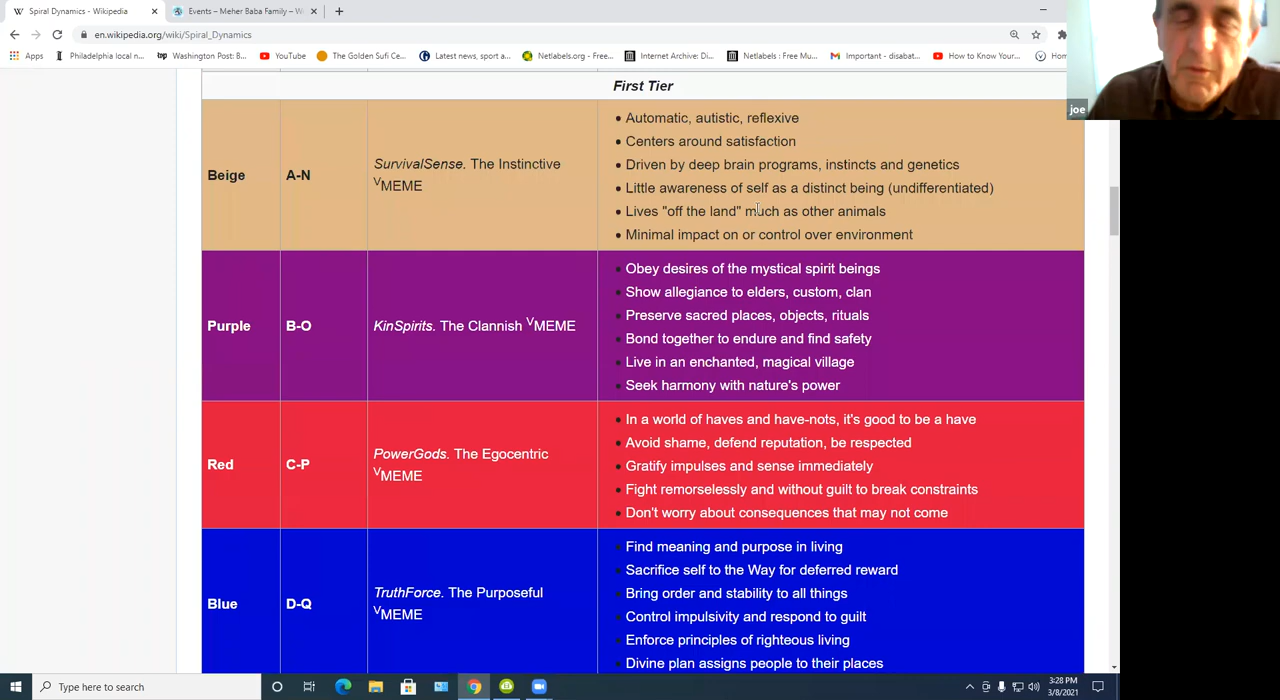 Spiral Dynamics - Wikipedia
Events – Meher Baba Family – W
en.wikipedia.org/wiki/Spiral_Dynamics
Apps
Philadelphia local n...
Washington Post: B...
YouTube
The Golden Sufi Ce...
Latest news, sport a...
Netlabels.org - Free...
Internet Archive: Di...
Netlabels : Free Mu...
Important - disabat...
How to Know Your...
Hom
joe
First Tier
Beige
A-N
SurvivalSense. The Instinctive
VMEME
• Automatic, autistic, reflexive
• Centers around satisfaction
• Driven by deep brain programs, instincts and genetics
• Little awareness of self as a distinct being (undifferentiated)
• Lives "off the land" much as other animals
• Minimal impact on or control over environment
Purple
B-O
KinSpirits. The Clannish VMEME
• Obey desires of the mystical spirit beings
• Show allegiance to elders, custom, clan
• Preserve sacred places, objects, rituals
• Bond together to endure and find safety
• Live in an enchanted, magical village
• Seek harmony with nature's power
Red
C-P
PowerGods. The Egocentric
VMEME
• In a world of haves and have-nots, it's good to be a have
• Avoid shame, defend reputation, be respected
• Gratify impulses and sense immediately
• Fight remorselessly and without guilt to break constraints
• Don't worry about consequences that may not come
Blue
D-Q
TruthForce. The Purposeful
VMEME
• Find meaning and purpose in living
• Sacrifice self to the Way for deferred reward
• Bring order and stability to all things
• Control impulsivity and respond to guilt
• Enforce principles of righteous living
• Divine plan assigns people to their places
Type here to search
3:28 PM
3/8/2021